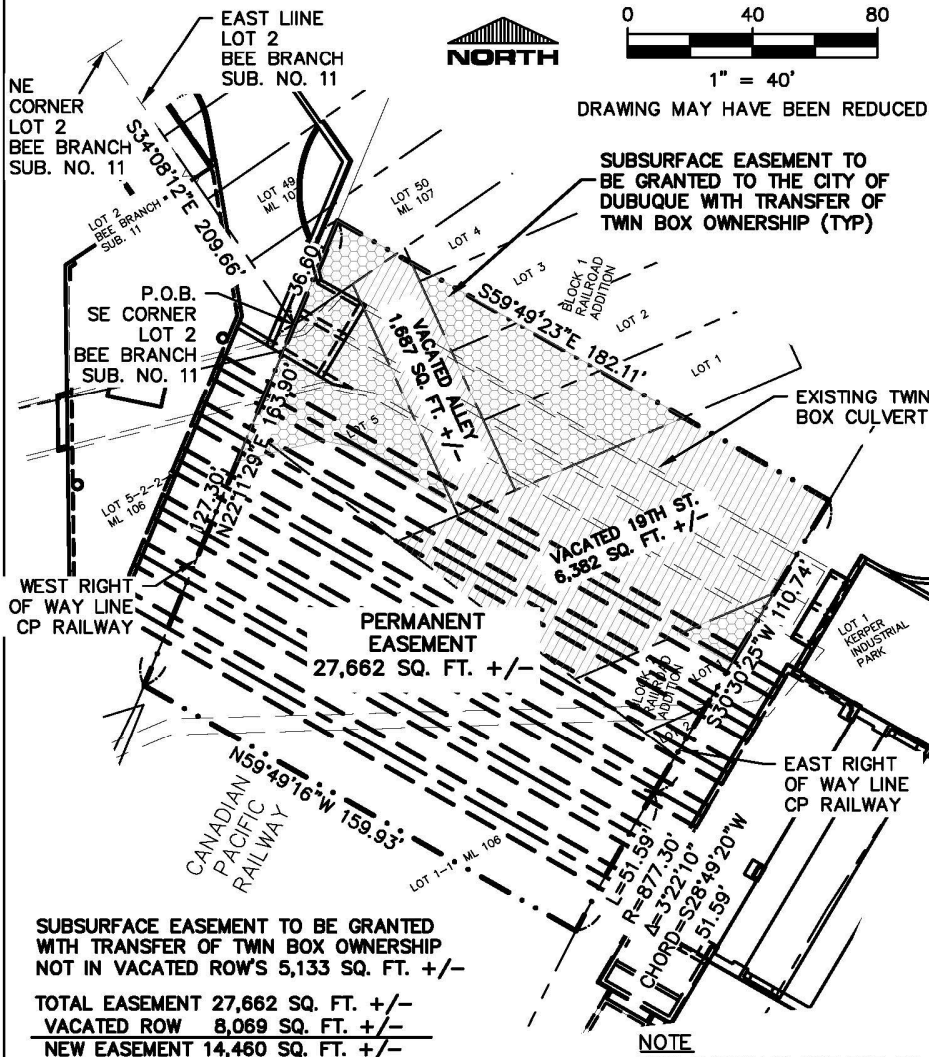 EAST LIINE
LOT 2
BEE BRANCH
SUB. NO. 11
NORTH
0 40 80
1" = 40'
DRAWING MAY HAVE BEEN REDUCED
NE
CORNER
LOT 2
BEE BRANCH
SUB. NO. 11
S34°08'12"E 209.66'
LOT 2
BEE BRANCH
SUB. 11
LOT 49
ML 107
LOT 50
ML 107
LOT 4
LOT 3
BLOCK 1
RAILROAD
ADDITION
LOT 2
LOT 1
SUBSURFACE EASEMENT TO
BE GRANTED TO THE CITY OF
DUBUQUE WITH TRANSFER OF
TWIN BOX OWNERSHIP (TYP)
S59°49'23"E 182.11'
P.O.B.
SE CORNER
LOT 2
BEE BRANCH
SUB. NO. 11
36.60'
VACATED ALLEY
1,687 SQ. FT. +/-
EXISTING TWIN
BOX CULVERT
LOT 5
127.30'
N22°11'29"E 163.90'
LOT 5-2-2-
ML 106
VACATED 19TH ST.
6,382 SQ. FT. +/-
WEST RIGHT
OF WAY LINE
CP RAILWAY
PERMANENT
EASEMENT
27,662 SQ. FT. +/-
S30°30'25"W 110.74'
LOT 1
KERPER
INDUSTRIAL
PARK
RAILROAD
ADDITION
LOT 1
EAST RIGHT
OF WAY LINE
CP RAILWAY
N59°49'16"W 159.93'
CANADIAN
PACIFIC
RAILWAY
LOT 1-1 ML 106
L=51.59'
R=877.30'
Δ=3°22'10"
CHORD=S28°49'20"W
51.59'
SUBSURFACE EASEMENT TO BE GRANTED
WITH TRANSFER OF TWIN BOX OWNERSHIP
NOT IN VACATED ROW'S 5,133 SQ. FT. +/-
TOTAL EASEMENT 27,662 SQ. FT. +/-
VACATED ROW 8,069 SQ. FT. +/-
NEW EASEMENT 14,460 SQ. FT. +/-
NOTE